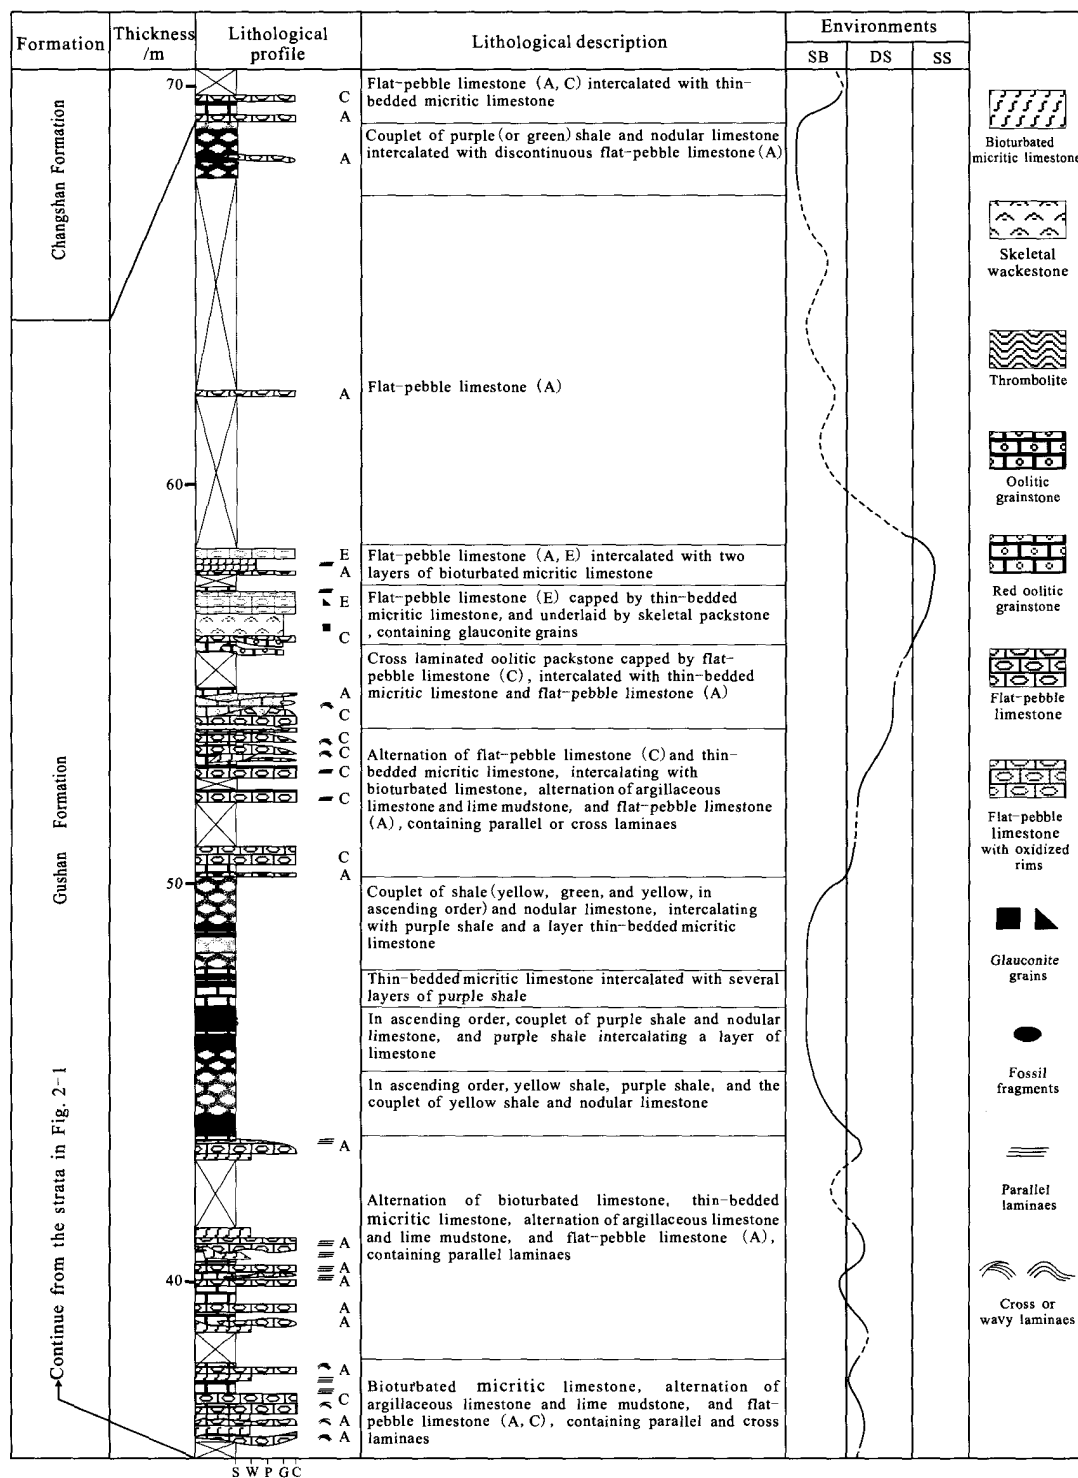 Formation
Thickness
/m
Lithological
profile
Lithological description
Environments
SB
DS
SS
Changshan Formation
Gushan Formation
Continue from the strata in Fig. 2-1
70
60
50
40
C
A
A
A
E
A
E
C
A
C
C
C
C
C
C
A
A
A
A
A
A
A
A
C
A
A
S W P G C
Flat-pebble limestone (A, C) intercalated with thin-
bedded micritic limestone
Couplet of purple (or green) shale and nodular limestone
intercalated with discontinuous flat-pebble limestone (A)
Flat-pebble limestone (A)
Flat-pebble limestone (A, E) intercalated with two
layers of bioturbated micritic limestone
Flat-pebble limestone (E) capped by thin-bedded
micritic limestone, and underlaid by skeletal packstone
, containing glauconite grains
Cross laminated oolitic packstone capped by flat-
pebble limestone (C), intercalated with thin-bedded
micritic limestone and flat-pebble limestone (A)
Alternation of flat-pebble limestone (C) and thin-
bedded micritic limestone, intercalating with
bioturbated limestone, alternation of argillaceous
limestone and lime mudstone, and flat-pebble limestone
(A), containing parallel or cross laminaes
Couplet of shale (yellow, green, and yellow, in
ascending order) and nodular limestone, intercalating
with purple shale and a layer thin-bedded micritic
limestone
Thin-bedded micritic limestone intercalated with several
layers of purple shale
In ascending order, couplet of purple shale and nodular
limestone, and purple shale intercalating a layer of
limestone
In ascending order, yellow shale, purple shale, and the
couplet of yellow shale and nodular limestone
Alternation of bioturbated limestone, thin-bedded
micritic limestone, alternation of argillaceous limestone
and lime mudstone, and flat-pebble limestone (A),
containing parallel laminaes
Bioturbated micritic limestone, alternation of
argillaceous limestone and lime mudstone, and flat-
pebble limestone (A, C), containing parallel and cross
laminaes
Bioturbated
micritic limestone
Skeletal
wackestone
Thrombolite
Oolitic
grainstone
Red oolitic
grainstone
Flat-pebble
limestone
Flat-pebble
limestone
with oxidized
rims
Glauconite
grains
Fossil
fragments
Parallel
laminaes
Cross or
wavy laminaes